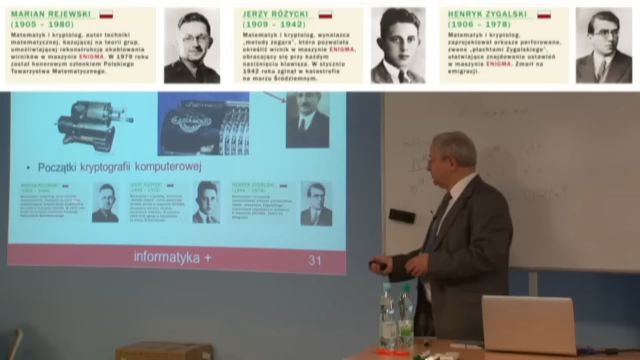 MARIAN REJEWSKI
(1905 – 1980)
Matematyk i kryptolog, autor techniki
matematycznej, bazującej na teorii grup,
umożliwiającej rekonstrukcję okablowania
wirników w maszynie ENIGMA. W 1979 roku
został honorowym członkiem Polskiego
Towarzystwa Matematycznego.
JERZY RÓŻYCKI
(1909 – 1942)
Matematyk i kryptolog, wynalazca
„metody zegara", która pozwalała
określić wirnik w maszynie ENIGMA,
obracający się przy każdym
naciśnięciu klawisza. W styczniu
1942 roku zginął w katastrofie
na morzu Śródziemnym.
HENRYK ZYGALSKI
(1906 – 1978)
Matematyk i kryptolog,
zaprojektował arkusze perforowane,
zwane „płachtami Zygalskiego",
ułatwiające znajdowanie ustawień
w maszynie ENIGMA. Zmarł na
emigracji.
• Początki kryptografii komputerowej
informatyka +
31